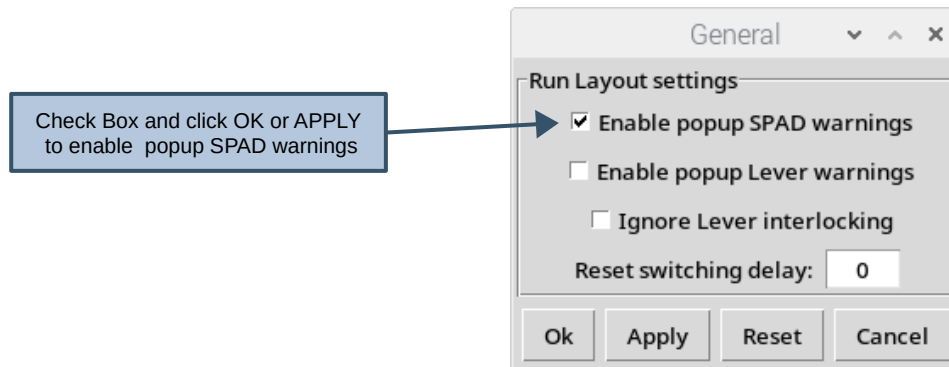 General
Run Layout settings
Check Box and click OK or APPLY
to enable popup SPAD warnings
Enable popup SPAD warnings
Enable popup Lever warnings
Ignore Lever interlocking
Reset switching delay: 0
Ok Apply Reset Cancel